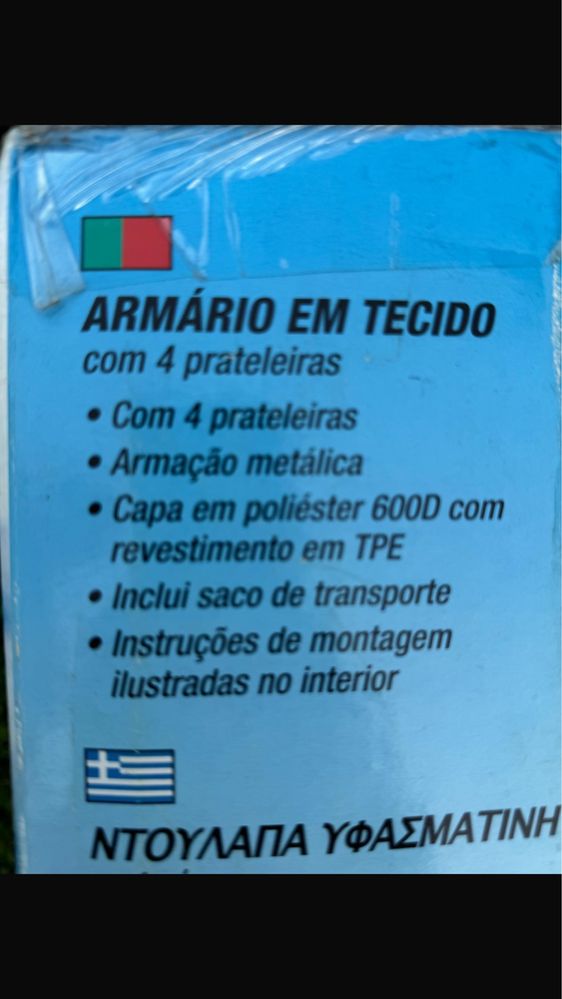 ARMÁRIO EM TECIDO
com 4 prateleiras
• Com 4 prateleiras
• Armação metálica
• Capa em poliéster 600D com
revestimento em TPE
• Inclui saco de transporte
• Instruções de montagem
ilustradas no interior
ΝΤΟΥΛΑΠΑ ΥΦΑΣΜΑΤΙΝΗ